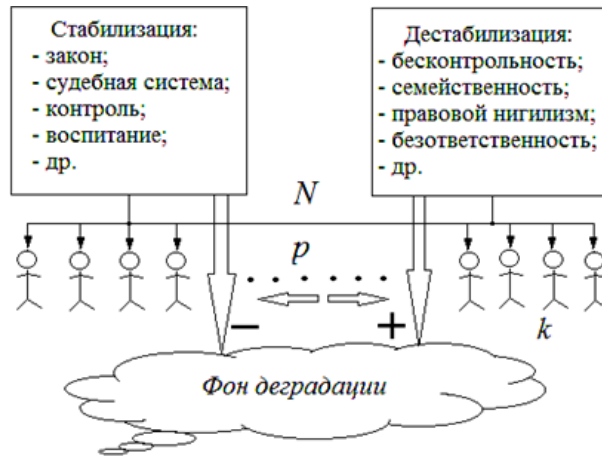 Стабилизация:
- закон;
- судебная система;
- контроль;
- воспитание;
- др.
Дестабилизация:
- бесконтрольность;
- семейственность;
- правовой нигилизм;
- безответственность;
- др.
N
p
− +
k
Фон деградации